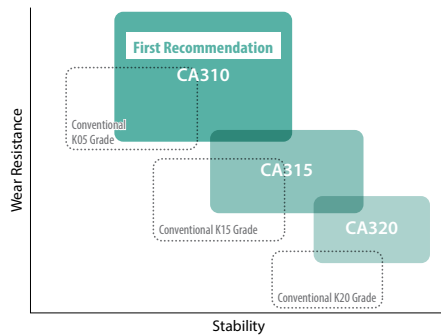 First Recommendation
CA310
Conventional
K05 Grade
CA315
Conventional K15 Grade
CA320
Conventional K20 Grade
Wear Resistance
Stability